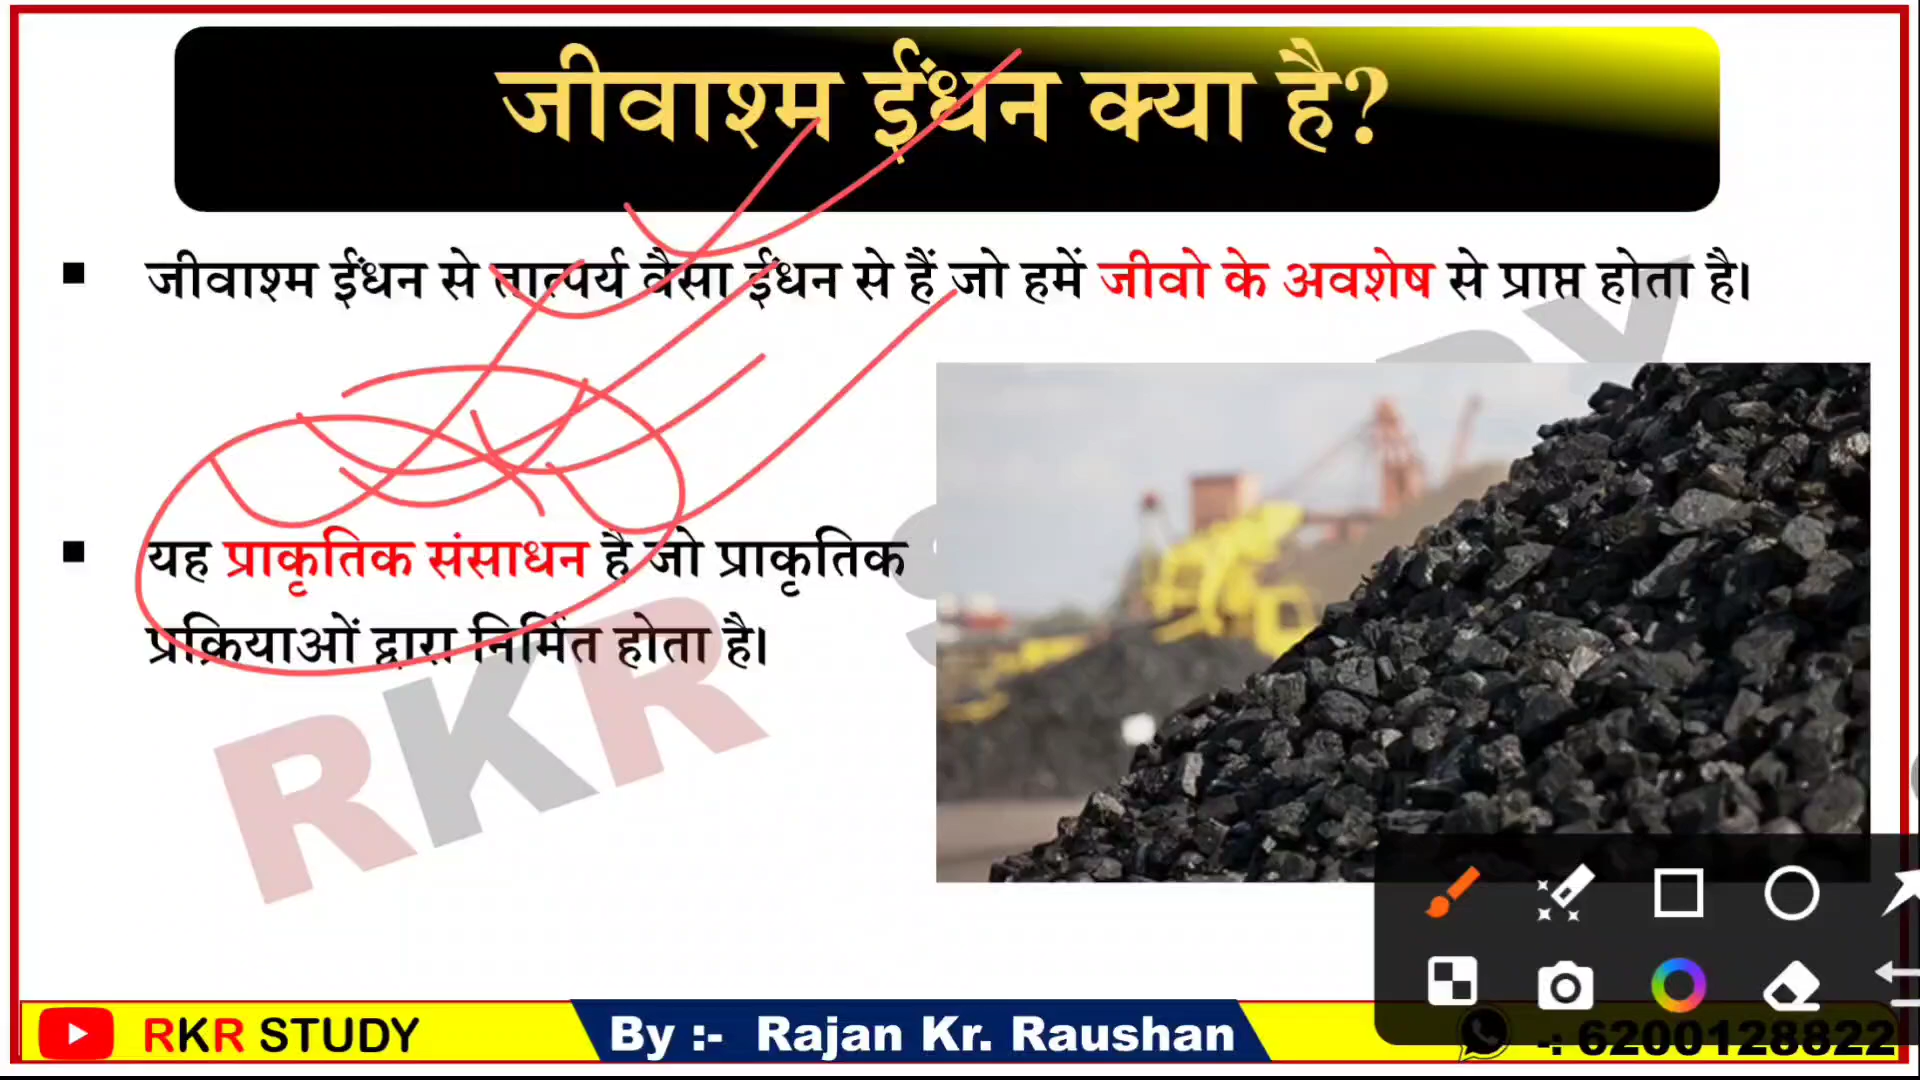 जीवाश्म ईंधन क्या है?
▪ जीवाश्म ईंधन से तात्पर्य वैसा ईंधन से हैं जो हमें जीवो के अवशेष से प्राप्त होता है।
▪ यह प्राकृतिक संसाधन है जो प्राकृतिक
प्रक्रियाओं द्वारा निर्मित होता है।
RKR S
RKR STUDY By :- Rajan Kr. Raushan -: 6200128822